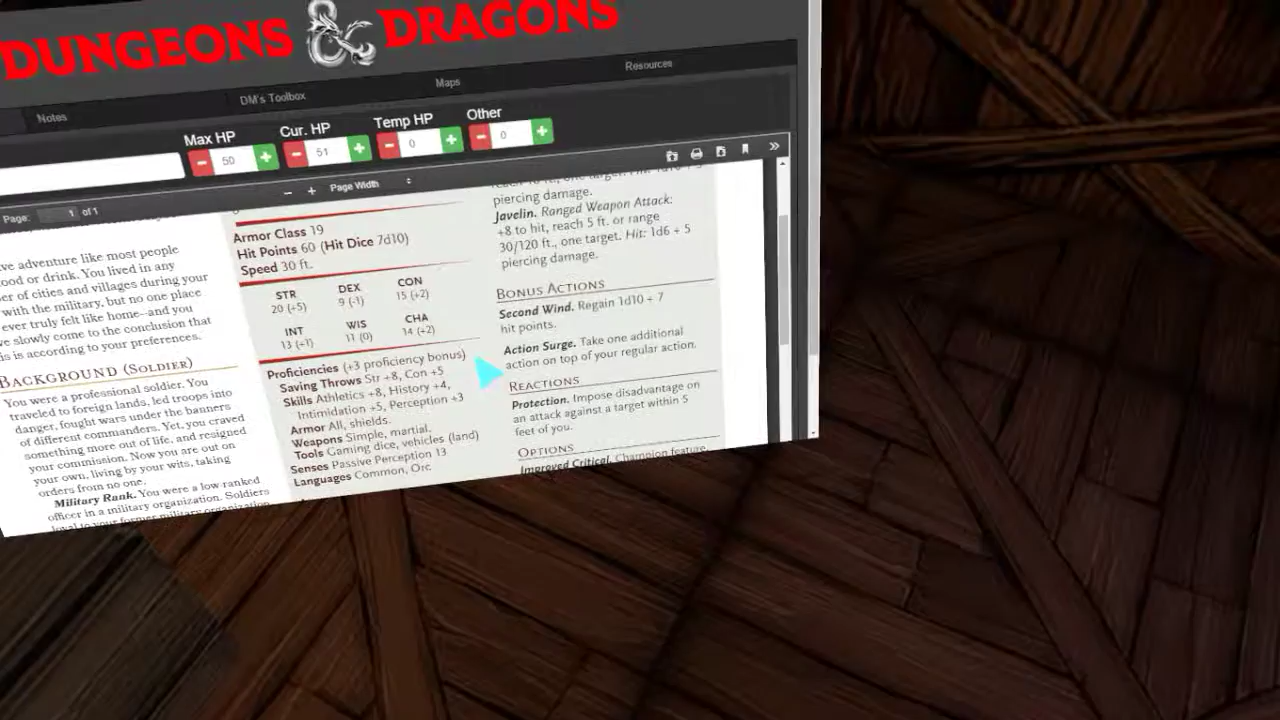 DUNGEONS & DRAGONS
Notes
DM's Toolbox
Maps
Resources
Max HP
Cur. HP
Temp HP
Other
50
51
0
0
Page: 1 of 1
Page Width
ve adventure like most people
ood or drink. You lived in any
er of cities and villages during your
with the military, but no one place
ever truly felt like home—and you
ve slowly come to the conclusion that
is is according to your preferences.
BACKGROUND (SOLDIER)
You were a professional soldier. You
traveled to foreign lands, led troops into
danger, fought wars under the banners
of different commanders. Yet, you craved
something more out of life, and resigned
your commission. Now you are out on
your own, living by your wits, taking
orders from no one.
Military Rank. You were a low-ranked
officer in a military organization. Soldiers
loyal to your former military organization
Armor Class 19
Hit Points 60 (Hit Dice 7d10)
Speed 30 ft.
STR DEX CON
20 (+5) 9 (-1) 15 (+2)
INT WIS CHA
13 (+1) 11 (0) 14 (+2)
Proficiencies (+3 proficiency bonus)
Saving Throws Str +8, Con +5
Skills Athletics +8, History +4,
Intimidation +5, Perception +3
Armor All, shields.
Weapons Simple, martial.
Tools Gaming dice, vehicles (land)
Senses Passive Perception 13
Languages Common, Orc
piercing damage.
Javelin. Ranged Weapon Attack:
+8 to hit, reach 5 ft. or range
30/120 ft., one target. Hit: 1d6 + 5
piercing damage.
BONUS ACTIONS
Second Wind. Regain 1d10 + 7
hit points.
Action Surge. Take one additional
action on top of your regular action.
REACTIONS
Protection. Impose disadvantage on
an attack against a target within 5
feet of you.
OPTIONS
Improved Critical. Champion feature.